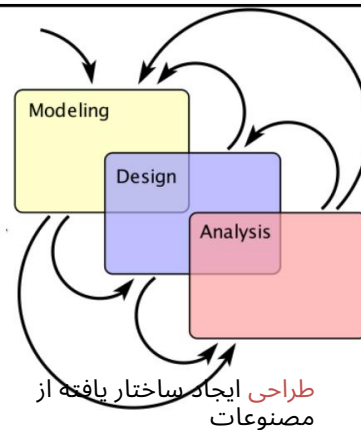 Modeling
Design
Analysis
طراحی ایجاد ساختار یافته از
مصنوعات